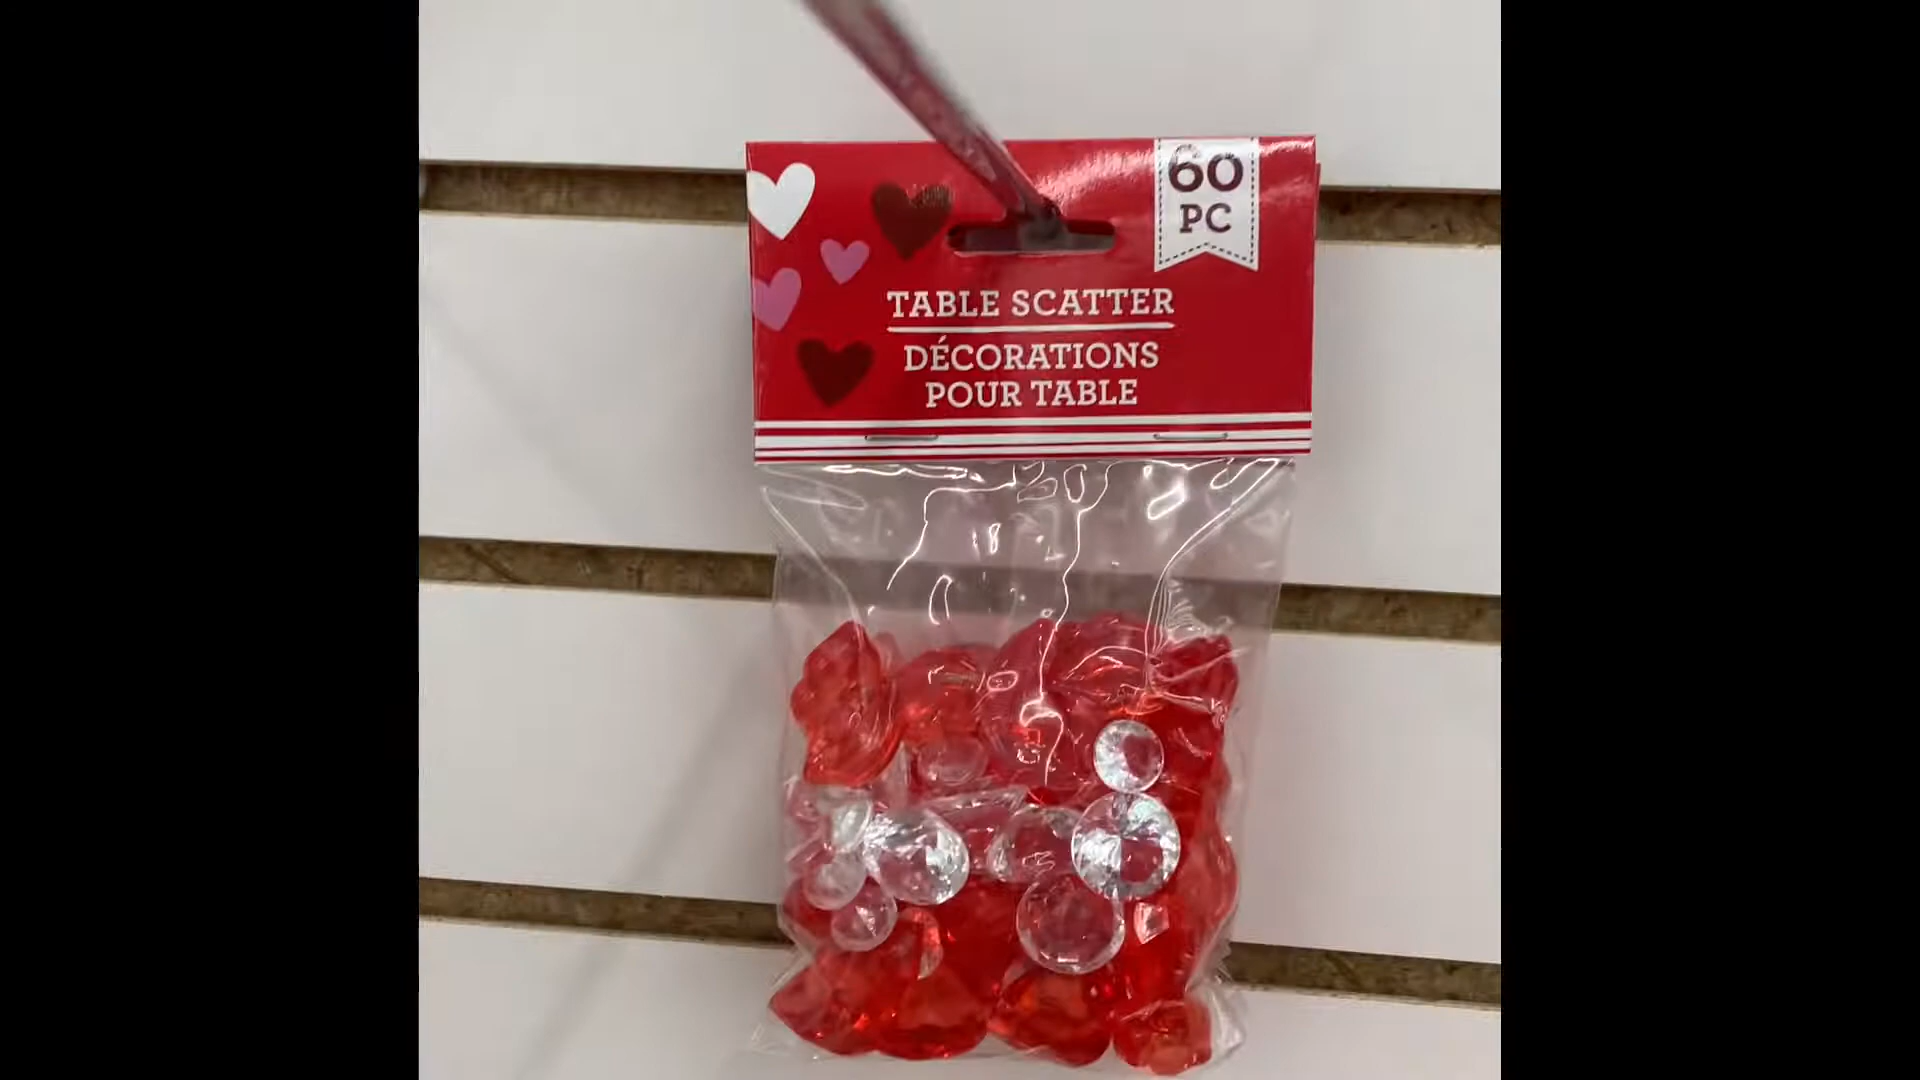 60
PC
TABLE SCATTER
DÉCORATIONS
POUR TABLE